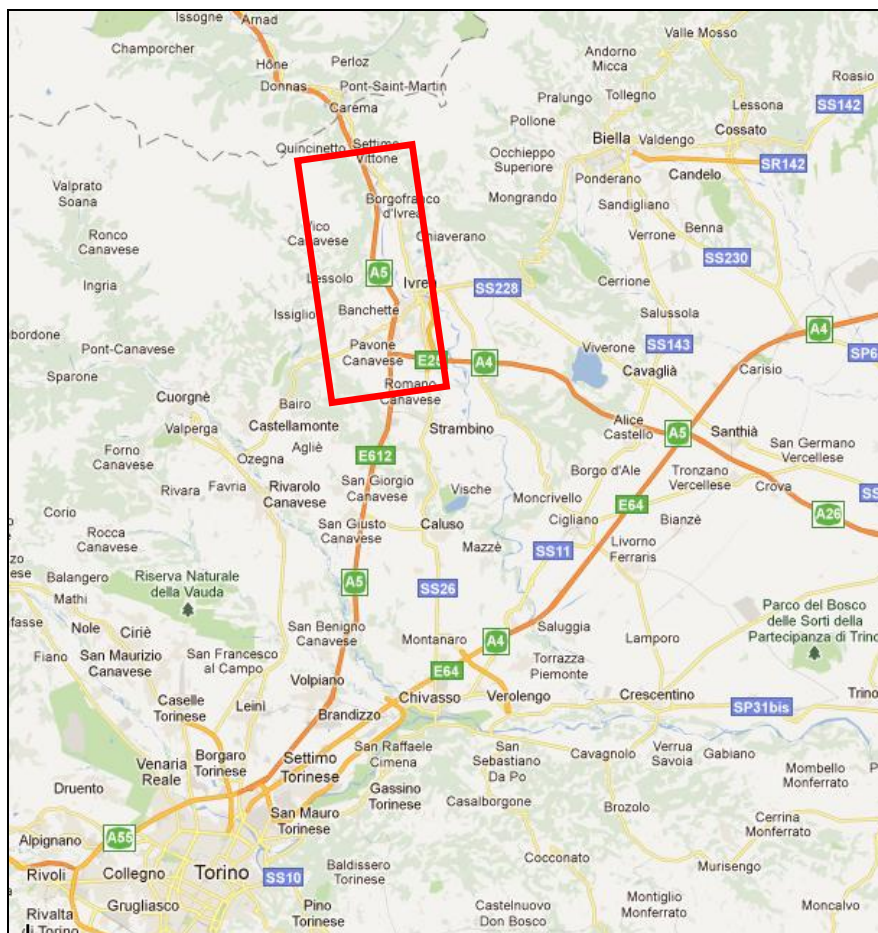 Issogne
Arnad
Champorcher
Perloz
Hône
Donnas
Pont-Saint-Martin
Carema
Valle Mosso
Andorno
Micca
Tollegno
Pralungo
Pollone
Roasio
Lessona
SS142
Cossato
Biella
Valdengo
SR142
Occhieppo
Superiore
Ponderano
Candelo
Mongrando
Sandigliano
Benna
Verrone
SS230
Quincinetto
Settimo
Vittone
Valprato
Soana
Borgofranco
d'Ivrea
Canavese
Chiaverano
Ronco
Canavese
Ingria
Lessolo
A5
SS228
Cerrione
Salussola
Issiglio
Banchette
A4
Pont-Canavese
Pavone
Canavese
A4
Viverone
SS143
Cavaglià
Carisio
Sparone
Romano
Canavese
Cuorgnè
Bairo
Valperga
Castellamonte
Strambino
Alice
Castello
A5
Santhià
Agliè
Forno
Canavese
Ozegna
E612
San Germano
Vercellese
Borgo d'Ale
Tronzano
Vercellese
Crova
Rivara
Favria
Rivarolo
Canavese
San Giorgio
Canavese
Vische
Moncrivello
E64
A26
Corio
Cigliano
Bianzè
Rocca
Canavese
San Giusto
Canavese
Caluso
Mazzè
SS11
Livorno
Ferraris
Balangero
Mathi
Riserva Naturale
della Vauda
A5
SS26
Parco del Bosco
delle Sorti della
Partecipanza di Trino
Nole
Ciriè
San Benigno
Canavese
Montanaro
A4
Saluggia
Lamporo
Fiano
San Maurizio
Canavese
San Francesco
al Campo
E64
Torrazza
Piemonte
Volpiano
Chivasso
Verolengo
Crescentino
Caselle
Torinese
Leini
Brandizzo
SP31bis
Venaria
Reale
Borgaro
Torinese
Settimo
Torinese
San Raffaele
Cimena
San
Sebastiano
Da Po
Cavagnolo
Verrua
Savoia
Gabiano
Druento
Gassino
Torinese
Casalborgone
Mombello
Monferrato
San Mauro
Torinese
Brozolo
Cerrina
Monferrato
Alpignano
A55
Rivoli
Collegno
Torino
SS10
Baldissero
Torinese
Cocconato
Murisengo
Grugliasco
Rivalta
di Torino
Pino
Torinese
Castelnuovo
Don Bosco
Montiglio
Monferrato
Moncalvo